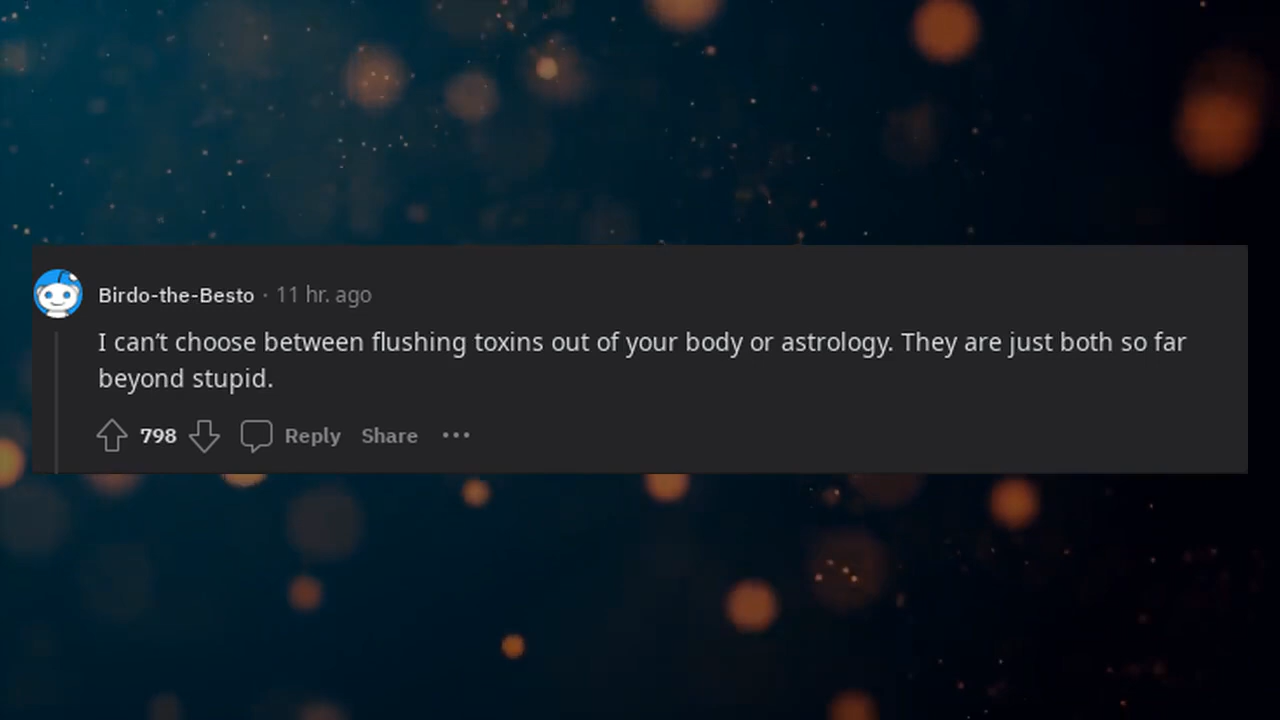 Birdo-the-Besto · 11 hr. ago
I can’t choose between flushing toxins out of your body or astrology. They are just both so far
beyond stupid.
798 Reply Share ···